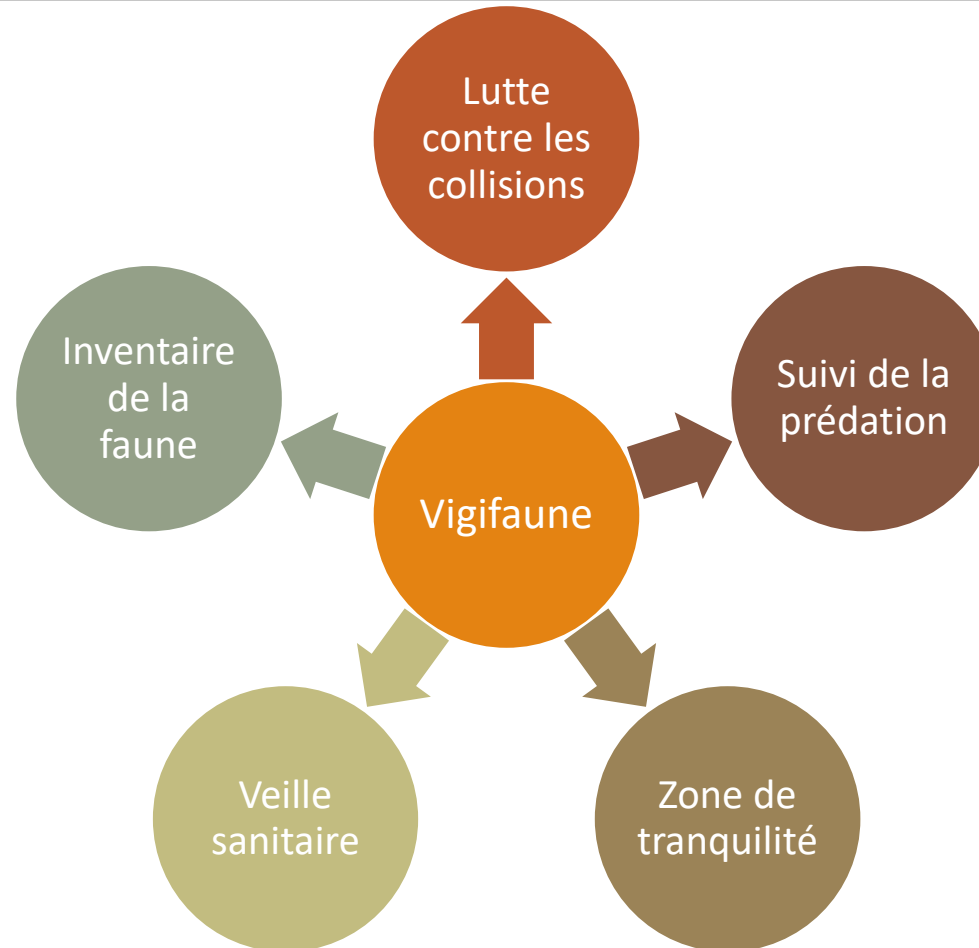 Lutte
contre les
collisions
Inventaire
de la
faune
Suivi de la
prédation
Vigifaune
Veille
sanitaire
Zone de
tranquilité